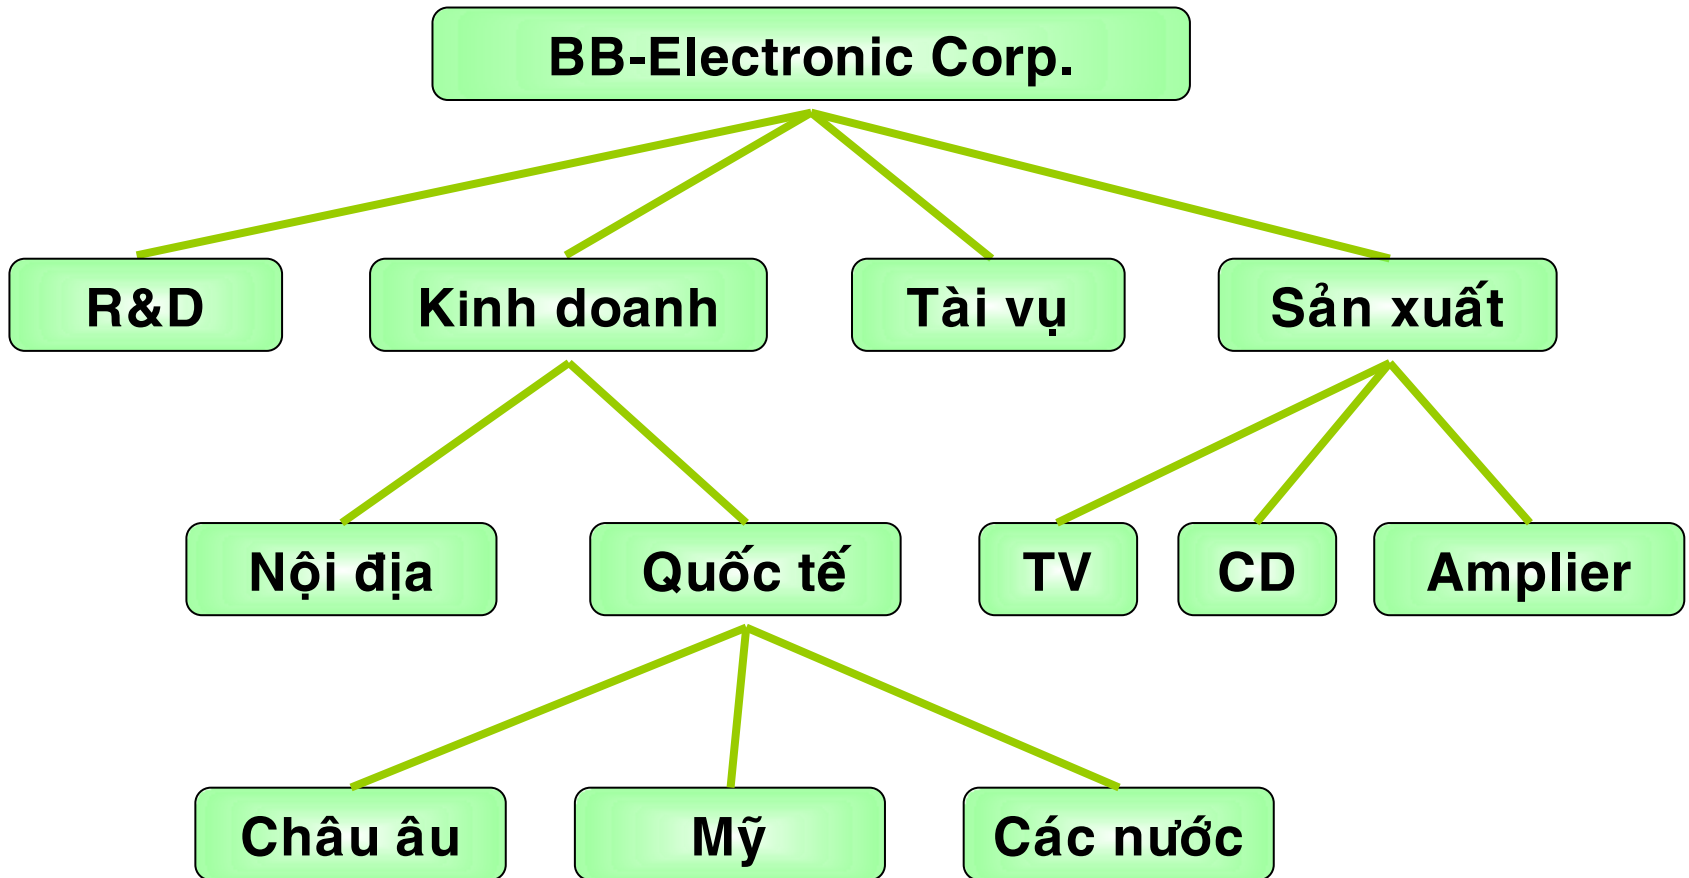 BB-Electronic Corp.
R&D
Kinh doanh
Tài vụ
Sản xuất
Nội địa
Quốc tế
TV
CD
Amplier
Châu âu
Mỹ
Các nước